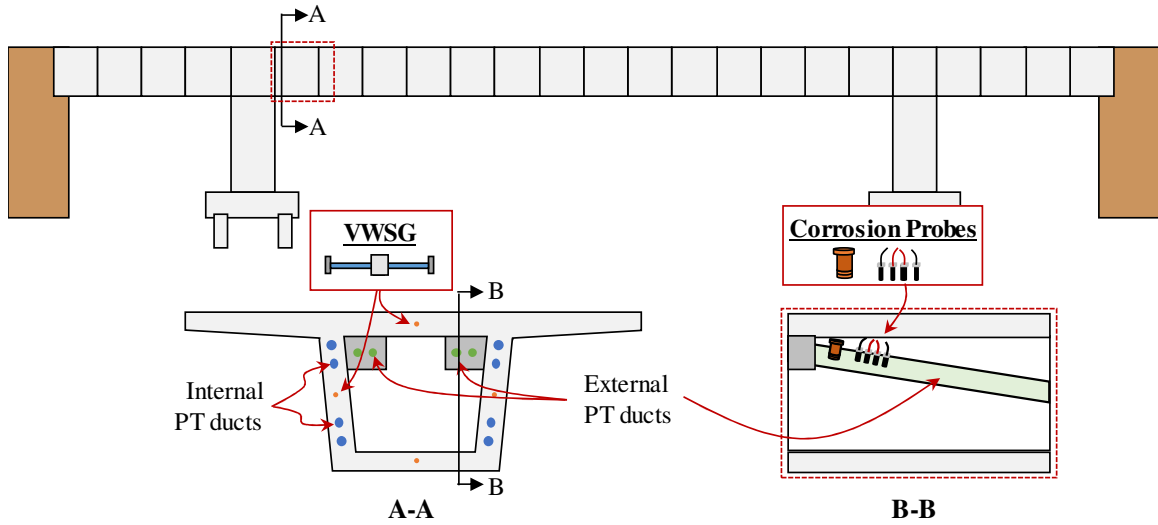 A
A
VWSG
Corrosion Probes
B
Internal
PT ducts
External
PT ducts
B
A-A
B-B